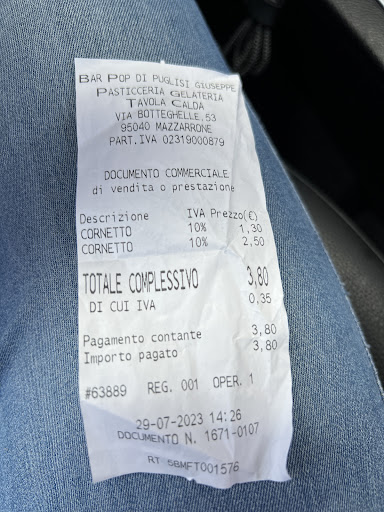 BAR POP DI PUGLISI GIUSEPPE
PASTICCERIA GELATERIA
TAVOLA CALDA
VIA BOTTEGHELLE,53
95040 MAZZARRONE
PART.IVA 02319000879
DOCUMENTO COMMERCIALE
di vendita o prestazione
Descrizione IVA Prezzo(€)
CORNETTO 10% 1,30
CORNETTO 10% 2,50
TOTALE COMPLESSIVO 3,80
DI CUI IVA 0,35
Pagamento contante 3,80
Importo pagato 3,80
#63889 REG. 001 OPER. 1
29-07-2023 14:26
DOCUMENTO N. 1671-0107
RT 5BMFT001576